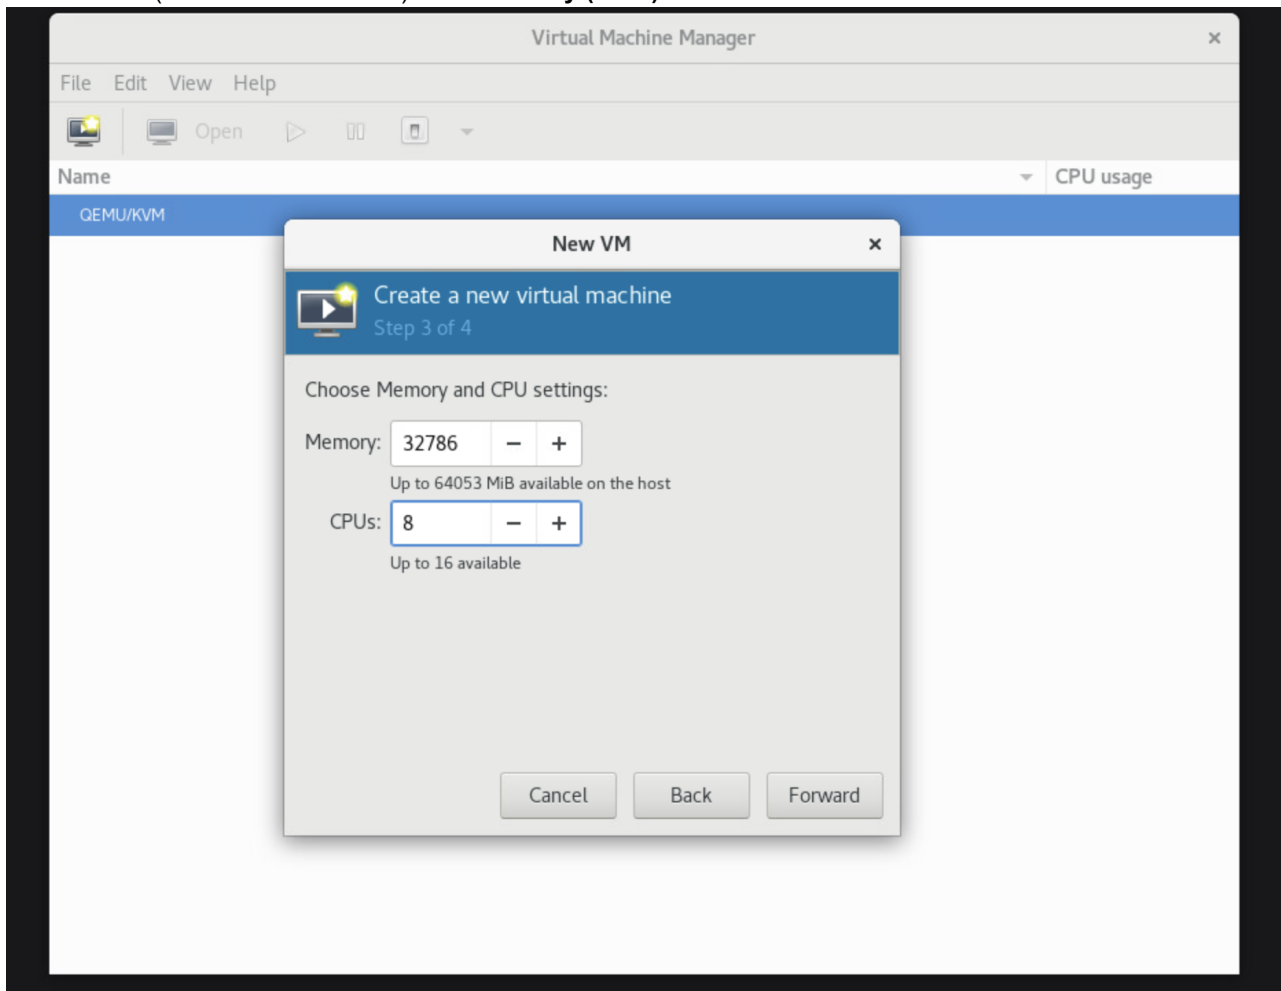 Virtual Machine Manager ×
File Edit View Help
Open
Name CPU usage
QEMU/KVM
New VM ×
Create a new virtual machine
Step 3 of 4
Choose Memory and CPU settings:
Memory: 32786 − +
Up to 64053 MiB available on the host
CPUs: 8 − +
Up to 16 available
Cancel Back Forward